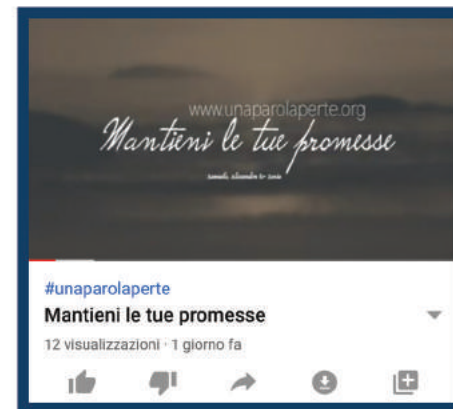 www.unaparolaperte.org
Mantieni le tue promesse
#unaparolaperte
Mantieni le tue promesse
12 visualizzazioni · 1 giorno fa